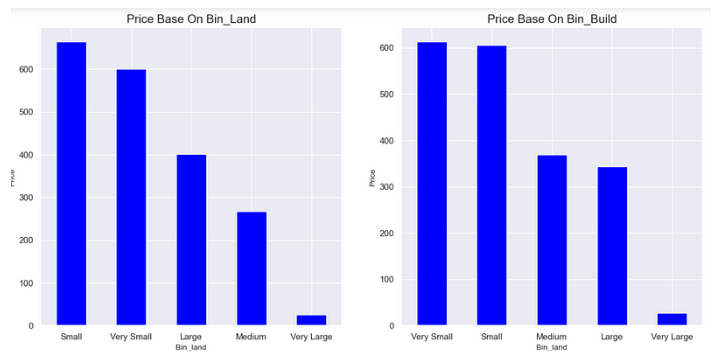 Price Base On Bin_Land
600
500
400
300
200
100
0
Small Very Small Large Medium Very Large
Bin_land
Price Base On Bin_Build
Price
600
500
400
300
200
100
0
Very Small Small Medium Large Very Large
Bin_land